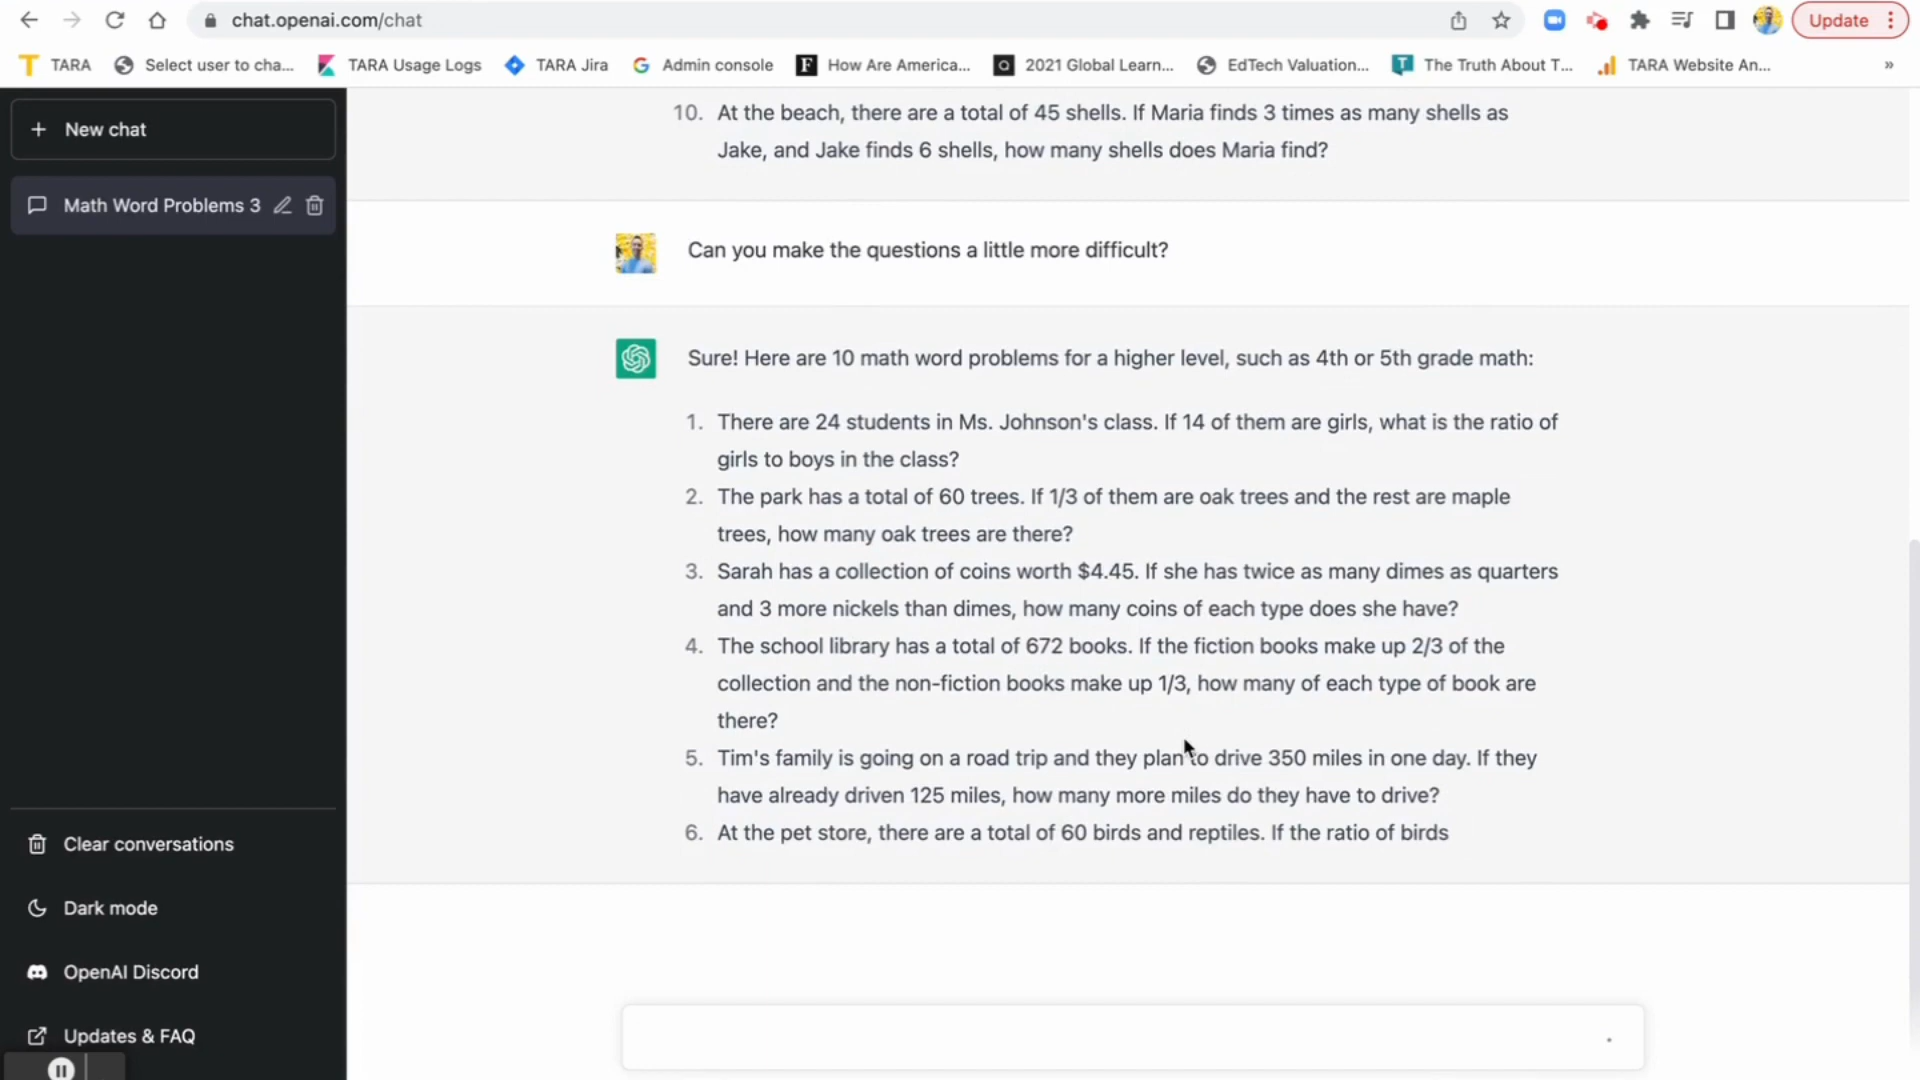 chat.openai.com/chat
Update
TARA
Select user to cha...
TARA Usage Logs
TARA Jira
Admin console
How Are America...
2021 Global Learn...
EdTech Valuation...
The Truth About T...
TARA Website An...
»
+ New chat
Math Word Problems 3
10. At the beach, there are a total of 45 shells. If Maria finds 3 times as many shells as
Jake, and Jake finds 6 shells, how many shells does Maria find?
Can you make the questions a little more difficult?
Sure! Here are 10 math word problems for a higher level, such as 4th or 5th grade math:
1. There are 24 students in Ms. Johnson's class. If 14 of them are girls, what is the ratio of
girls to boys in the class?
2. The park has a total of 60 trees. If 1/3 of them are oak trees and the rest are maple
trees, how many oak trees are there?
3. Sarah has a collection of coins worth $4.45. If she has twice as many dimes as quarters
and 3 more nickels than dimes, how many coins of each type does she have?
4. The school library has a total of 672 books. If the fiction books make up 2/3 of the
collection and the non-fiction books make up 1/3, how many of each type of book are
there?
5. Tim's family is going on a road trip and they plan to drive 350 miles in one day. If they
have already driven 125 miles, how many more miles do they have to drive?
6. At the pet store, there are a total of 60 birds and reptiles. If the ratio of birds
Clear conversations
Dark mode
OpenAI Discord
Updates & FAQ